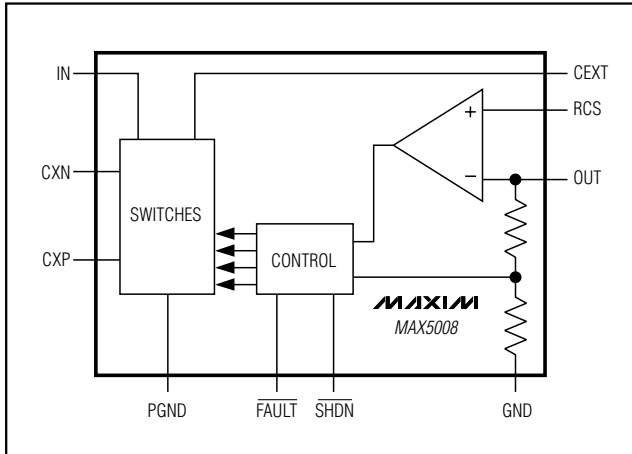 IN
CEXT
RCS
+
CXN
−
OUT
SWITCHES
CXP
CONTROL
MAXIM
MAX5008
PGND
FAULT
SHDN
GND